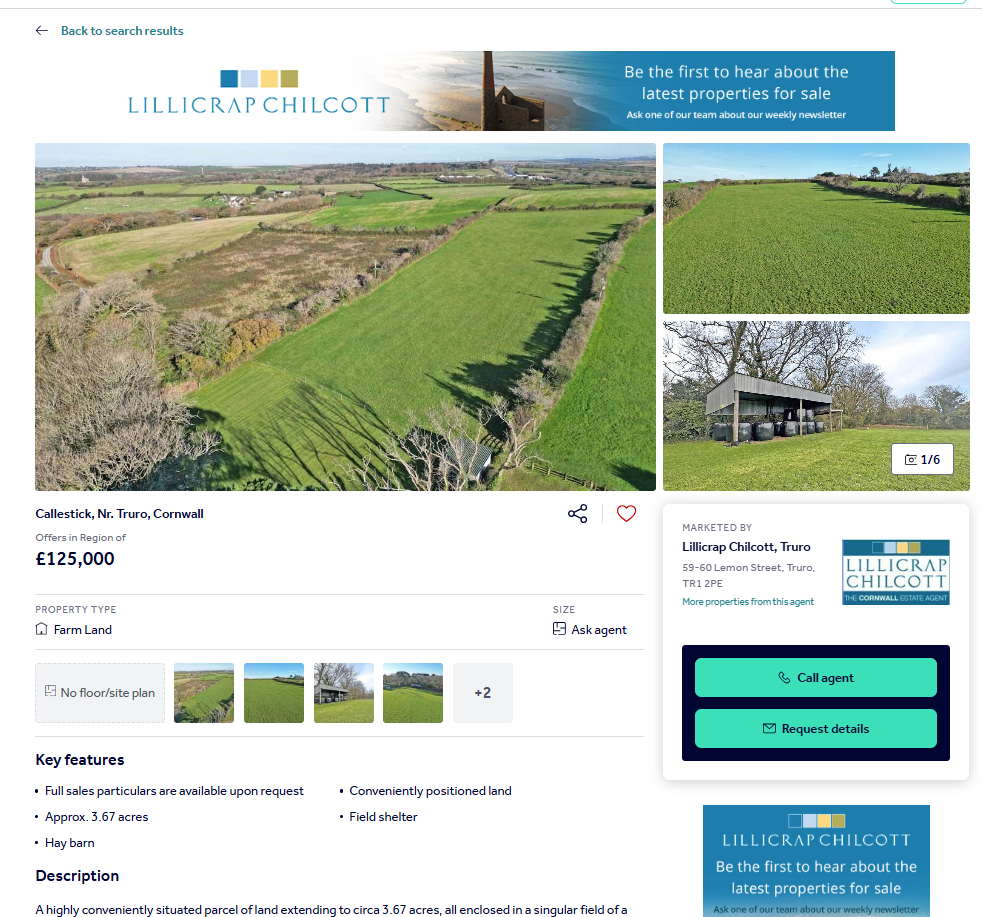 Back to search results
LILLICRAP CHILCOTT
Be the first to hear about the
latest properties for sale
Ask one of our team about our weekly newsletter
1/6
Callestick, Nr. Truro, Cornwall
Offers in Region of
£125,000
PROPERTY TYPE
Farm Land
SIZE
Ask agent
No floor/site plan
+2
Key features
• Full sales particulars are available upon request
• Conveniently positioned land
• Approx. 3.67 acres
• Field shelter
• Hay barn
Description
A highly conveniently situated parcel of land extending to circa 3.67 acres, all enclosed in a singular field of a
MARKETED BY
Lillicrap Chilcott, Truro
59-60 Lemon Street, Truro,
TR1 2PE
More properties from this agent
LILLICRAP
CHILCOTT
THE CORNWALL ESTATE AGENT
Call agent
Request details
LILLICRAP CHILCOTT
Be the first to hear about the
latest properties for sale
Ask one of our team about our weekly newsletter